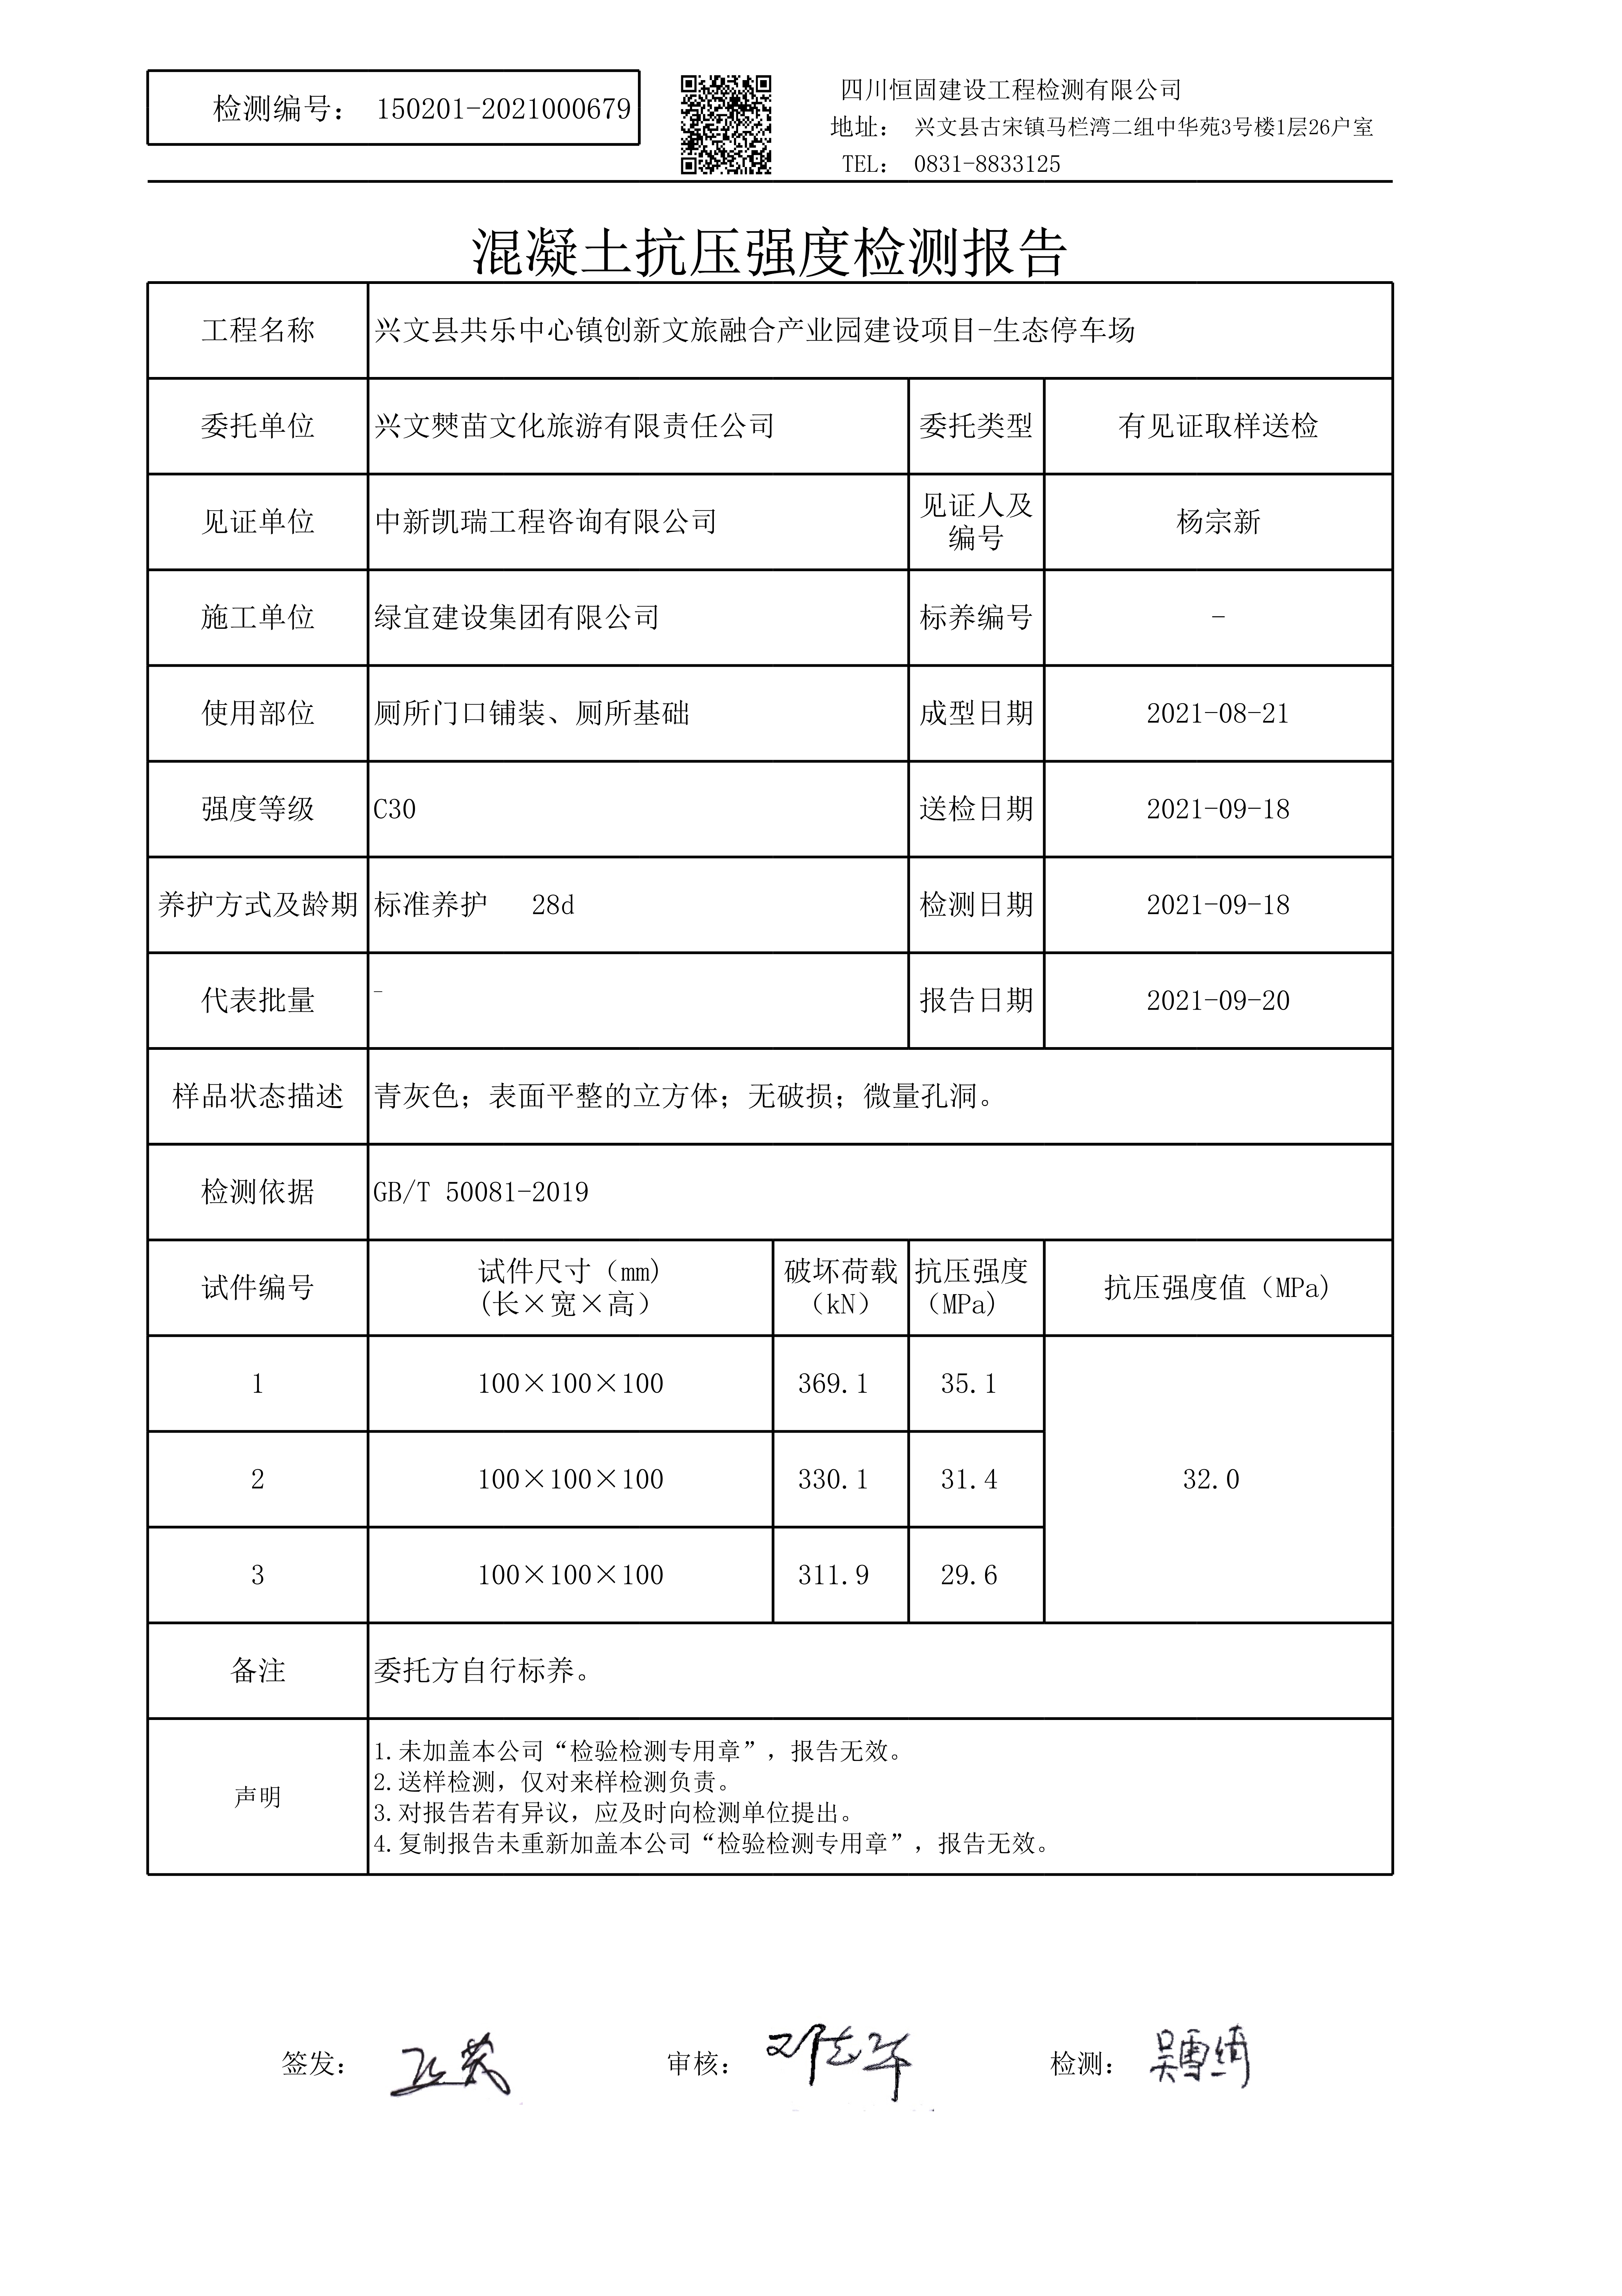 检测编号： 150201-2021000679
四川恒固建设工程检测有限公司
地址： 兴文县古宋镇马栏湾二组中华苑3号楼1层26户室
TEL： 0831-8833125
混凝土抗压强度检测报告
工程名称 兴文县共乐中心镇创新文旅融合产业园建设项目-生态停车场
委托单位 兴文僰苗文化旅游有限责任公司 委托类型 有见证取样送检
见证单位 中新凯瑞工程咨询有限公司 见证人及编号 杨宗新
施工单位 绿宜建设集团有限公司 标养编号 -
使用部位 厕所门口铺装、厕所基础 成型日期 2021-08-21
强度等级 C30 送检日期 2021-09-18
养护方式及龄期 标准养护 28d 检测日期 2021-09-18
代表批量 - 报告日期 2021-09-20
样品状态描述 青灰色；表面平整的立方体；无破损；微量孔洞。
检测依据 GB/T 50081-2019
试件编号 试件尺寸（mm）(长×宽×高） 破坏荷载（kN） 抗压强度（MPa） 抗压强度值（MPa）
1 100×100×100 369.1 35.1
2 100×100×100 330.1 31.4 32.0
3 100×100×100 311.9 29.6
备注 委托方自行标养。
声明
1.未加盖本公司“检验检测专用章”，报告无效。
2.送样检测，仅对来样检测负责。
3.对报告若有异议，应及时向检测单位提出。
4.复制报告未重新加盖本公司“检验检测专用章”，报告无效。
签发： 审核： 检测： 吴雪绮